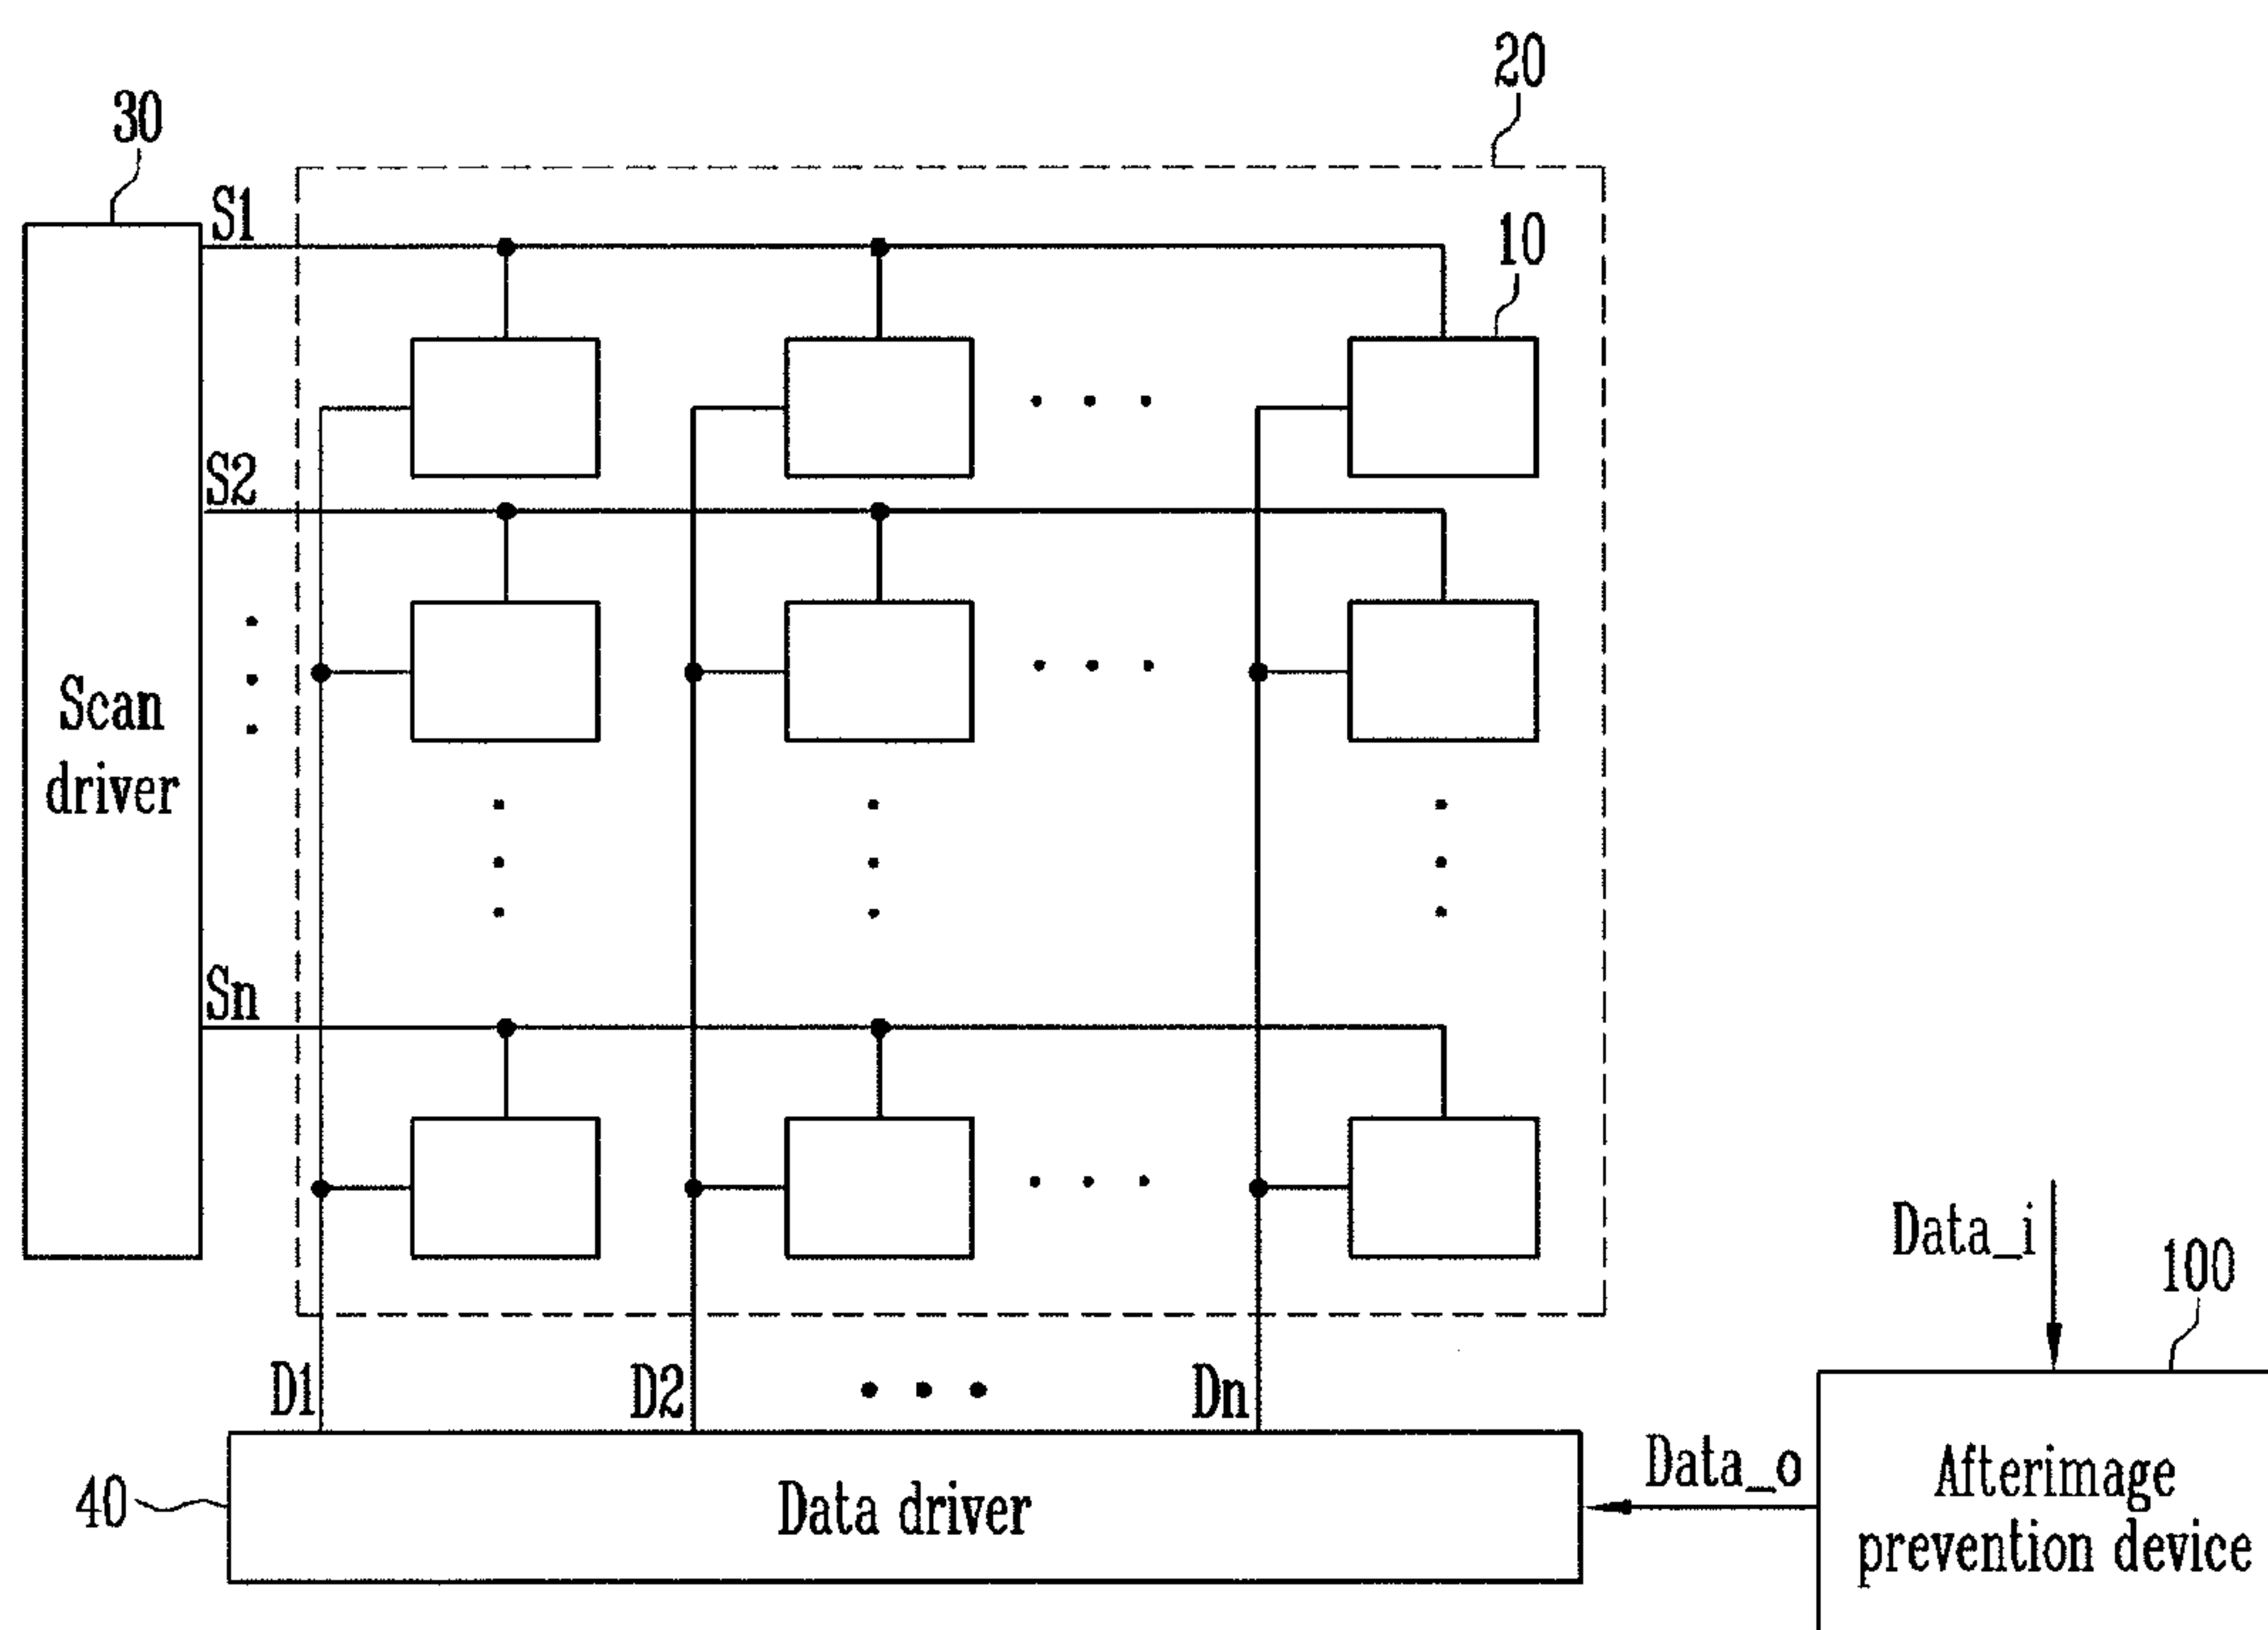 20
30
S1
10
S2
Scan
driver
Sn
Data_i
100
D1
D2
Dn
Data_o
Afterimage
prevention device
40
Data driver